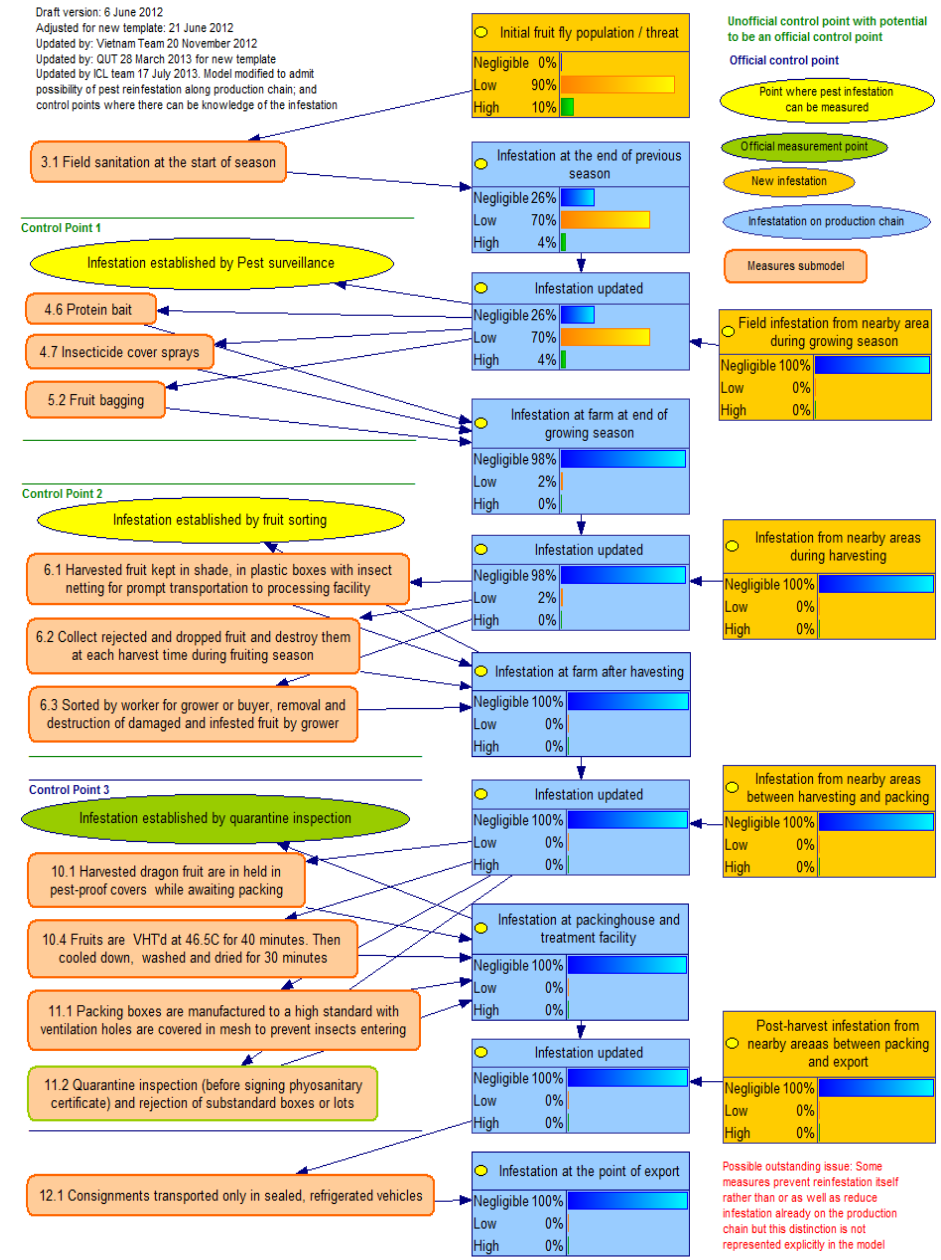 Draft version: 6 June 2012
Adjusted for new template: 21 June 2012
Updated by: Vietnam Team 20 November 2012
Updated by: QUT 28 March 2013 for new template
Updated by ICL team 17 July 2013. Model modified to admit
possibility of pest reinfestation along production chain; and
control points where there can be knowledge of the infestation
Initial fruit fly population / threat
Negligible 0%
Low 90%
High 10%
Unofficial control point with potential
to be an official control point
Official control point
Point where pest infestation
can be measured
Official measurement point
New infestation
Infestatation on production chain
Measures submodel
3.1 Field sanitation at the start of season
Infestation at the end of previous
season
Negligible 26%
Low 70%
High 4%
Control Point 1
Infestation established by Pest surveillance
4.6 Protein bait
4.7 Insecticide cover sprays
5.2 Fruit bagging
Infestation updated
Negligible 26%
Low 70%
High 4%
Field infestation from nearby area
during growing season
Negligible 100%
Low 0%
High 0%
Infestation at farm at end of
growing season
Negligible 98%
Low 2%
High 0%
Control Point 2
Infestation established by fruit sorting
6.1 Harvested fruit kept in shade, in plastic boxes with insect
netting for prompt transportation to processing facility
6.2 Collect rejected and dropped fruit and destroy them
at each harvest time during fruiting season
6.3 Sorted by worker for grower or buyer, removal and
destruction of damaged and infested fruit by grower
Infestation updated
Negligible 98%
Low 2%
High 0%
Infestation from nearby areas
during harvesting
Negligible 100%
Low 0%
High 0%
Infestation at farm after havesting
Negligible 100%
Low 0%
High 0%
Control Point 3
Infestation established by quarantine inspection
10.1 Harvested dragon fruit are in held in
pest-proof covers while awaiting packing
10.4 Fruits are VHT'd at 46.5C for 40 minutes. Then
cooled down, washed and dried for 30 minutes
11.1 Packing boxes are manufactured to a high standard with
ventilation holes are covered in mesh to prevent insects entering
11.2 Quarantine inspection (before signing phyosanitary
certificate) and rejection of substandard boxes or lots
Infestation updated
Negligible 100%
Low 0%
High 0%
Infestation from nearby areas
between harvesting and packing
Negligible 100%
Low 0%
High 0%
Infestation at packinghouse and
treatment facility
Negligible 100%
Low 0%
High 0%
Infestation updated
Negligible 100%
Low 0%
High 0%
Post-harvest infestation from
nearby areaas between packing
and export
Negligible 100%
Low 0%
High 0%
12.1 Consignments transported only in sealed, refrigerated vehicles
Infestation at the point of export
Negligible 100%
Low 0%
High 0%
Possible outstanding issue: Some
measures prevent reinfestation itself
rather than or as well as reduce
infestation already on the production
chain but this distinction is not
represented explicitly in the model